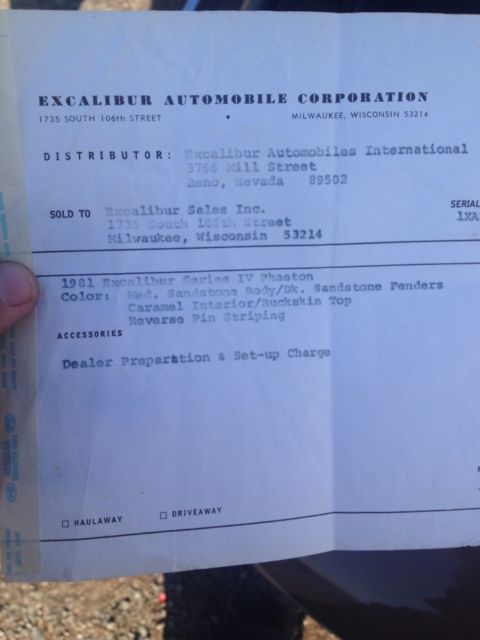 EXCALIBUR AUTOMOBILE CORPORATION
1735 SOUTH 106th STREET • MILWAUKEE, WISCONSIN 53214
DISTRIBUTOR: Excalibur Automobiles International
3766 Mill Street
Reno, Nevada 89502
SOLD TO Excalibur Sales Inc. SERIAL
1735 South 106th Street 1XA
Milwaukee, Wisconsin 53214
1981 Excalibur Series IV Phaeton
Color: Med. Sandstone Body/Dk. Sandstone Fenders
Caramel Interior/Buckskin Top
Reverse Pin Striping
ACCESSORIES
Dealer Preparation & Set-up Charge
HAULAWAY DRIVEAWAY